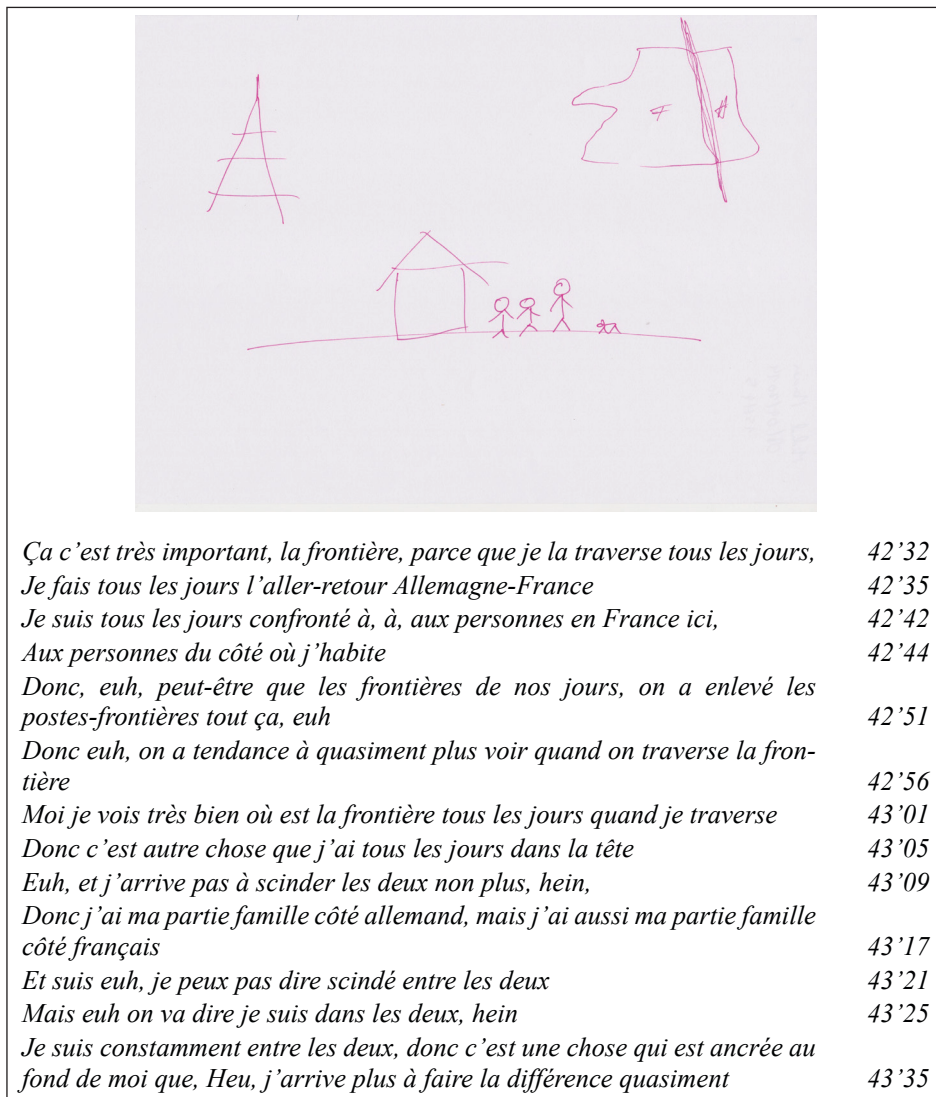 F A
Ça c’est très important, la frontière, parce que je la traverse tous les jours, 42’32
Je fais tous les jours l’aller-retour Allemagne-France 42’35
Je suis tous les jours confronté à, à, aux personnes en France ici, 42’42
Aux personnes du côté où j’habite 42’44
Donc, euh, peut-être que les frontières de nos jours, on a enlevé les
postes-frontières tout ça, euh 42’51
Donc euh, on a tendance à quasiment plus voir quand on traverse la fron-
tière 42’56
Moi je vois très bien où est la frontière tous les jours quand je traverse 43’01
Donc c’est autre chose que j’ai tous les jours dans la tête 43’05
Euh, et j’arrive pas à scinder les deux non plus, hein, 43’09
Donc j’ai ma partie famille côté allemand, mais j’ai aussi ma partie famille
côté français 43’17
Et suis euh, je peux pas dire scindé entre les deux 43’21
Mais euh on va dire je suis dans les deux, hein 43’25
Je suis constamment entre les deux, donc c’est une chose qui est ancrée au
fond de moi que, Heu, j’arrive plus à faire la différence quasiment 43’35